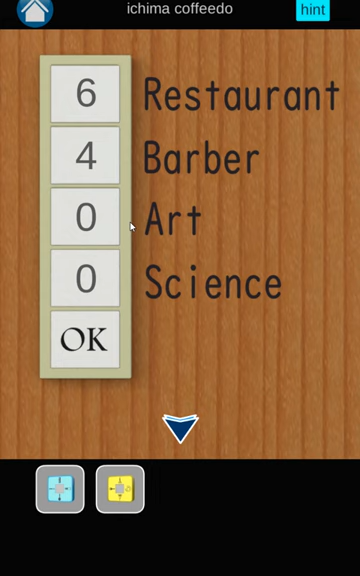 ichima coffeedo
hint
6 Restaurant
4 Barber
0 Art
0 Science
OK